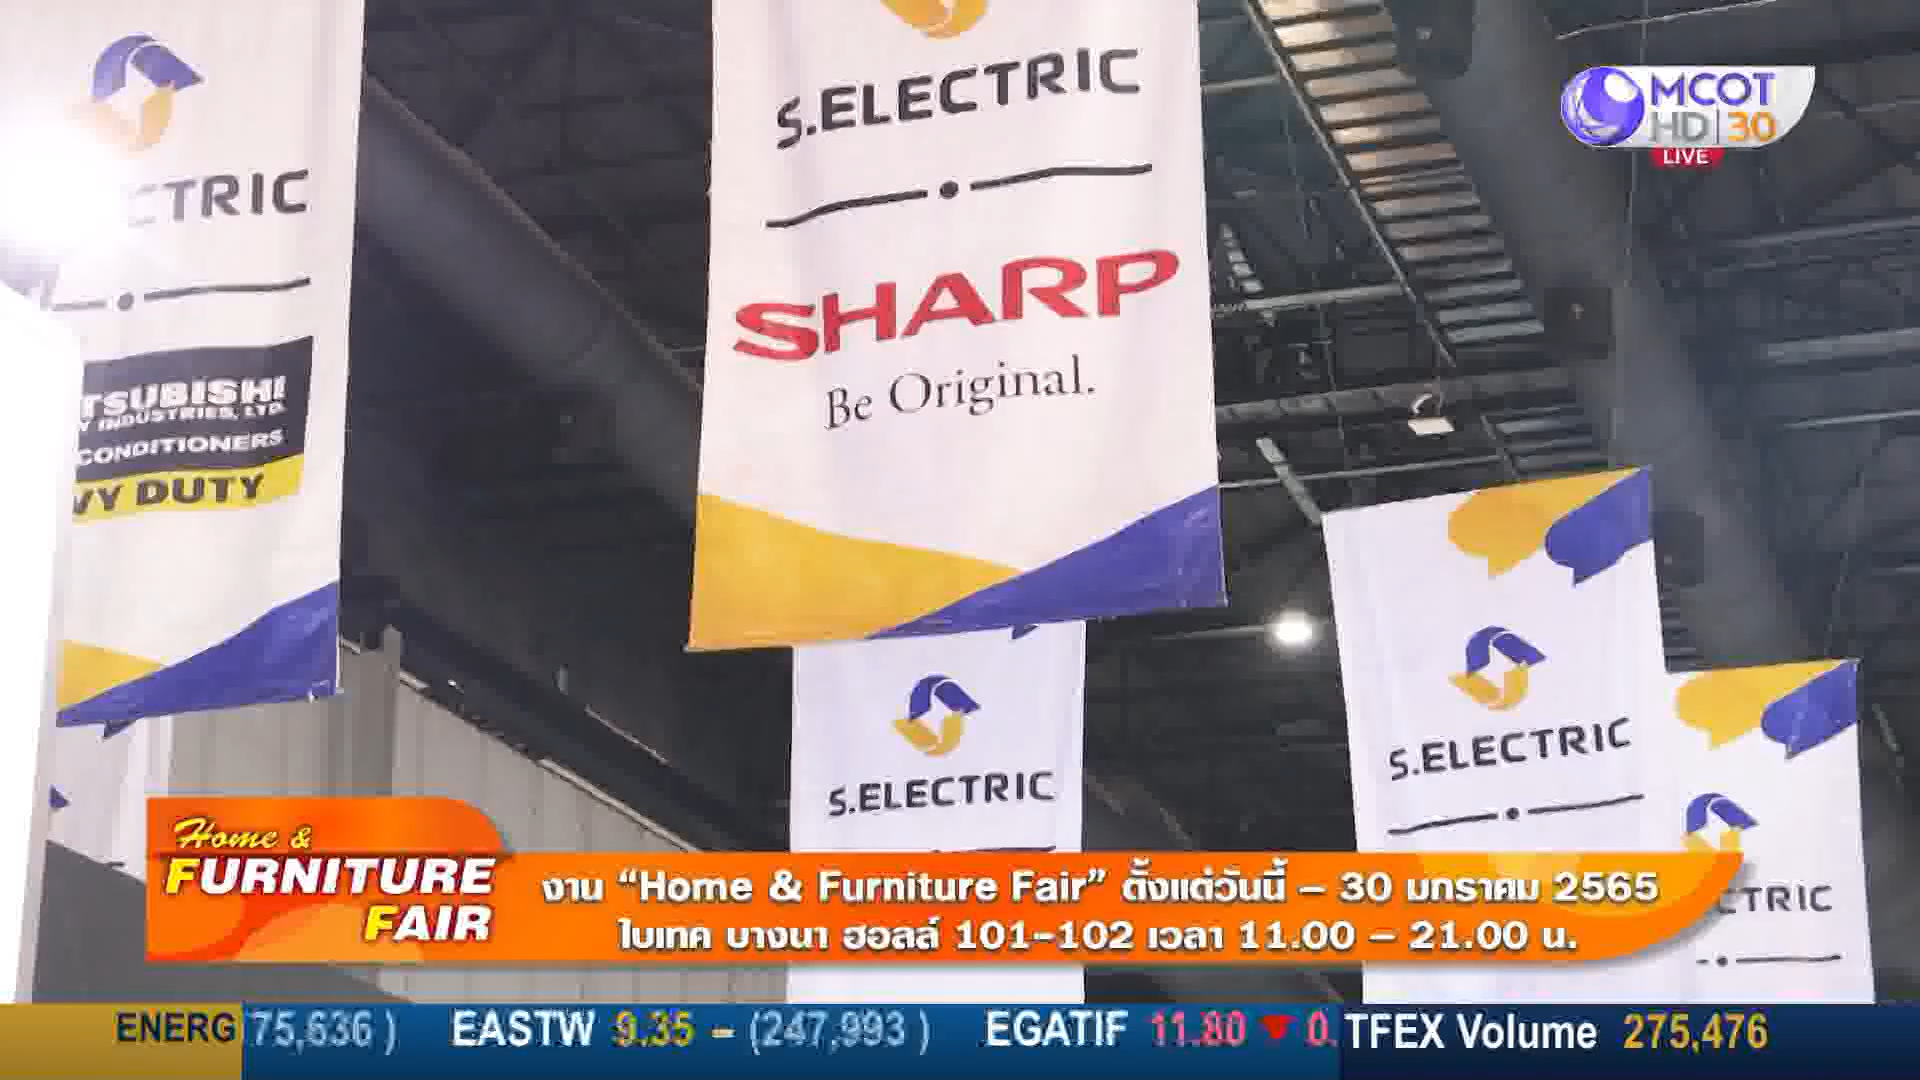 S.ELECTRIC
MCOT
HD 30
LIVE
CTRIC
SHARP
Be Original.
TSUBISHI
Y INDUSTRIES, LTD.
CONDITIONERS
VY DUTY
S.ELECTRIC
S.ELECTRIC
CTRIC
Home &
FURNITURE
FAIR
งาน “Home & Furniture Fair” ตั้งแต่วันนี้ – 30 มกราคม 2565
ไบเทค บางนา ฮอลล์ 101-102 เวลา 11.00 – 21.00 น.
ENERG 75,636 ) EASTW 9.35 - (247,993 ) EGATIF 11.80 ▼ 0. TFEX Volume 275,476